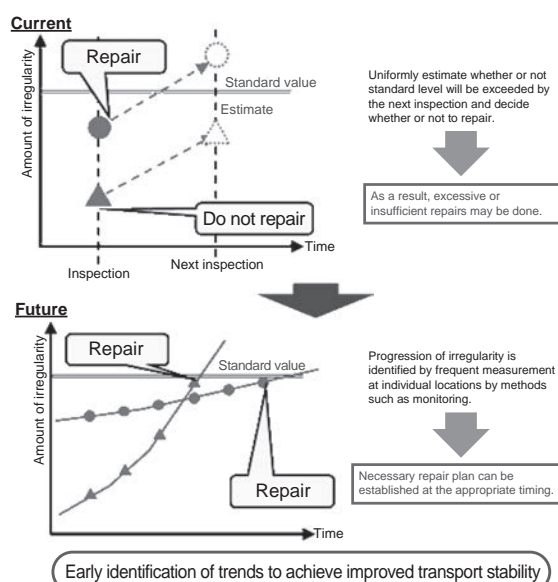 Current
Amount of irregularity
Repair
Standard value
Estimate
Do not repair
Time
Inspection
Next inspection
Uniformly estimate whether or not
standard level will be exceeded by
the next inspection and decide
whether or not to repair.
As a result, excessive or
insufficient repairs may be done.
Future
Amount of irregularity
Repair
Standard value
Repair
Time
Progression of irregularity is
identified by frequent measurement
at individual locations by methods
such as monitoring.
Necessary repair plan can be
established at the appropriate timing.
Early identification of trends to achieve improved transport stability